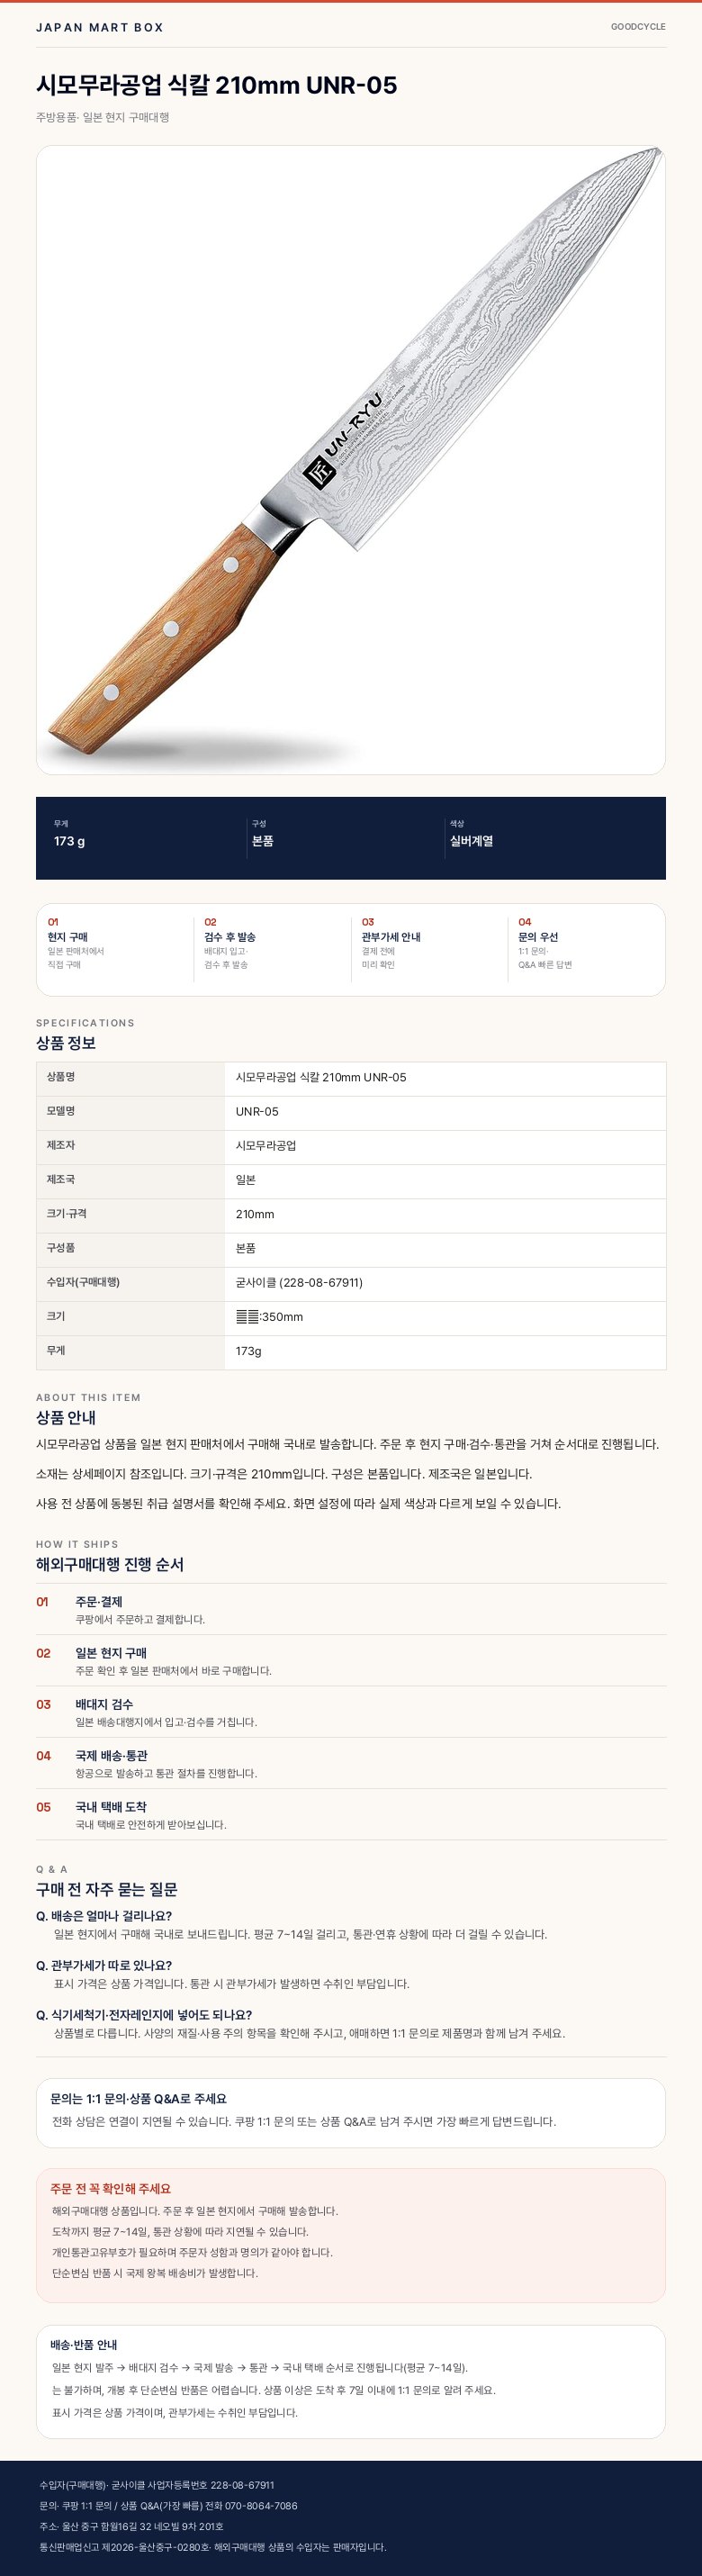 JAPAN MART BOX
GOODCYCLE
시모무라공업 식칼 210mm UNR-05
주방용품· 일본 현지 구매대행
UN-RYU
匠
무게
173 g
구성
본품
색상
실버계열
01
현지 구매
일본 판매처에서
직접 구매
02
검수 후 발송
배대지 입고·
검수 후 발송
03
관부가세 안내
결제 전에
미리 확인
04
문의 우선
1:1 문의·
Q&A 빠른 답변
SPECIFICATIONS
상품 정보
상품명 시모무라공업 식칼 210mm UNR-05
모델명 UNR-05
제조자 시모무라공업
제조국 일본
크기·규격 210mm
구성품 본품
수입자(구매대행) 굳사이클 (228-08-67911)
크기 :350mm
무게 173g
ABOUT THIS ITEM
상품 안내
시모무라공업 상품을 일본 현지 판매처에서 구매해 국내로 발송합니다. 주문 후 현지 구매·검수·통관을 거쳐 순서대로 진행됩니다.
소재는 상세페이지 참조입니다. 크기·규격은 210mm입니다. 구성은 본품입니다. 제조국은 일본입니다.
사용 전 상품에 동봉된 취급 설명서를 확인해 주세요. 화면 설정에 따라 실제 색상과 다르게 보일 수 있습니다.
HOW IT SHIPS
해외구매대행 진행 순서
01 주문·결제
쿠팡에서 주문하고 결제합니다.
02 일본 현지 구매
주문 확인 후 일본 판매처에서 바로 구매합니다.
03 배대지 검수
일본 배송대행지에서 입고·검수를 거칩니다.
04 국제 배송·통관
항공으로 발송하고 통관 절차를 진행합니다.
05 국내 택배 도착
국내 택배로 안전하게 받아보십니다.
Q & A
구매 전 자주 묻는 질문
Q. 배송은 얼마나 걸리나요?
일본 현지에서 구매해 국내로 보내드립니다. 평균 7~14일 걸리고, 통관·연휴 상황에 따라 더 걸릴 수 있습니다.
Q. 관부가세가 따로 있나요?
표시 가격은 상품 가격입니다. 통관 시 관부가세가 발생하면 수취인 부담입니다.
Q. 식기세척기·전자레인지에 넣어도 되나요?
상품별로 다릅니다. 사양의 재질·사용 주의 항목을 확인해 주시고, 애매하면 1:1 문의로 제품명과 함께 남겨 주세요.
문의는 1:1 문의·상품 Q&A로 주세요
전화 상담은 연결이 지연될 수 있습니다. 쿠팡 1:1 문의 또는 상품 Q&A로 남겨 주시면 가장 빠르게 답변드립니다.
주문 전 꼭 확인해 주세요
해외구매대행 상품입니다. 주문 후 일본 현지에서 구매해 발송합니다.
도착까지 평균 7~14일, 통관 상황에 따라 지연될 수 있습니다.
개인통관고유부호가 필요하며 주문자 성함과 명의가 같아야 합니다.
단순변심 반품 시 국제 왕복 배송비가 발생합니다.
배송·반품 안내
일본 현지 발주 → 배대지 검수 → 국제 발송 → 통관 → 국내 택배 순서로 진행됩니다(평균 7~14일).
는 불가하며, 개봉 후 단순변심 반품은 어렵습니다. 상품 이상은 도착 후 7일 이내에 1:1 문의로 알려 주세요.
표시 가격은 상품 가격이며, 관부가세는 수취인 부담입니다.
수입자(구매대행)· 굳사이클 사업자등록번호 228-08-67911
문의· 쿠팡 1:1 문의 / 상품 Q&A(가장 빠름) 전화 070-8064-7086
주소· 울산 중구 함월16길 32 네오빌 9차 201호
통신판매업신고 제2026-울산중구-0280호· 해외구매대행 상품의 수입자는 판매자입니다.